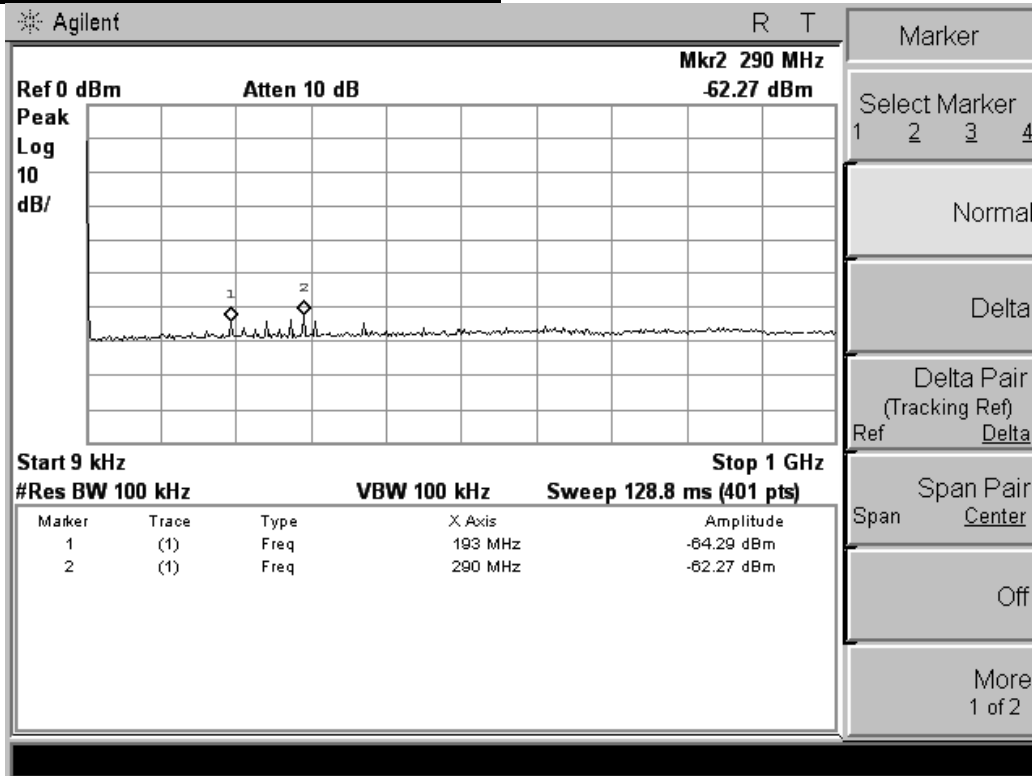 Agilent R T
Mkr2 290 MHz
Ref 0 dBm Atten 10 dB -62.27 dBm
Peak
Log
10
dB/
1
2
Start 9 kHz Stop 1 GHz
#Res BW 100 kHz VBW 100 kHz Sweep 128.8 ms (401 pts)
Marker Trace Type X Axis Amplitude
1 (1) Freq 193 MHz -64.29 dBm
2 (1) Freq 290 MHz -62.27 dBm
Marker
Select Marker
1 2 3 4
Normal
Delta
Delta Pair
(Tracking Ref)
Ref Delta
Span Pair
Span Center
Off
More
1 of 2